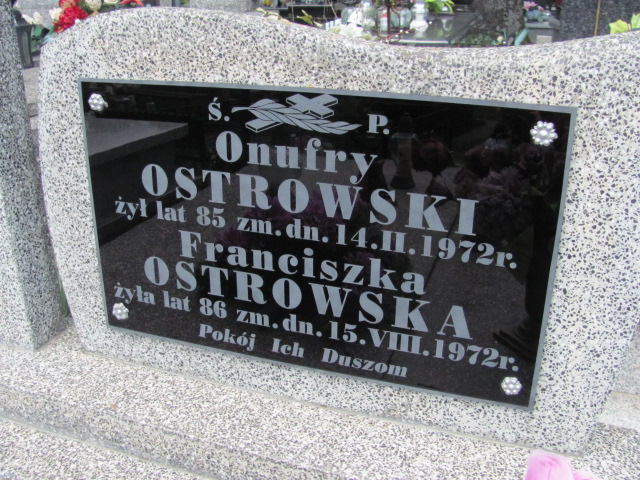 Ś. P.
Onufry
OSTROWSKI
żył lat 85 zm. dn. 14.II.1972r.
Franciszka
OSTROWSKA
żyła lat 86 zm. dn. 15.VIII.1972r.
Pokój Ich Duszom